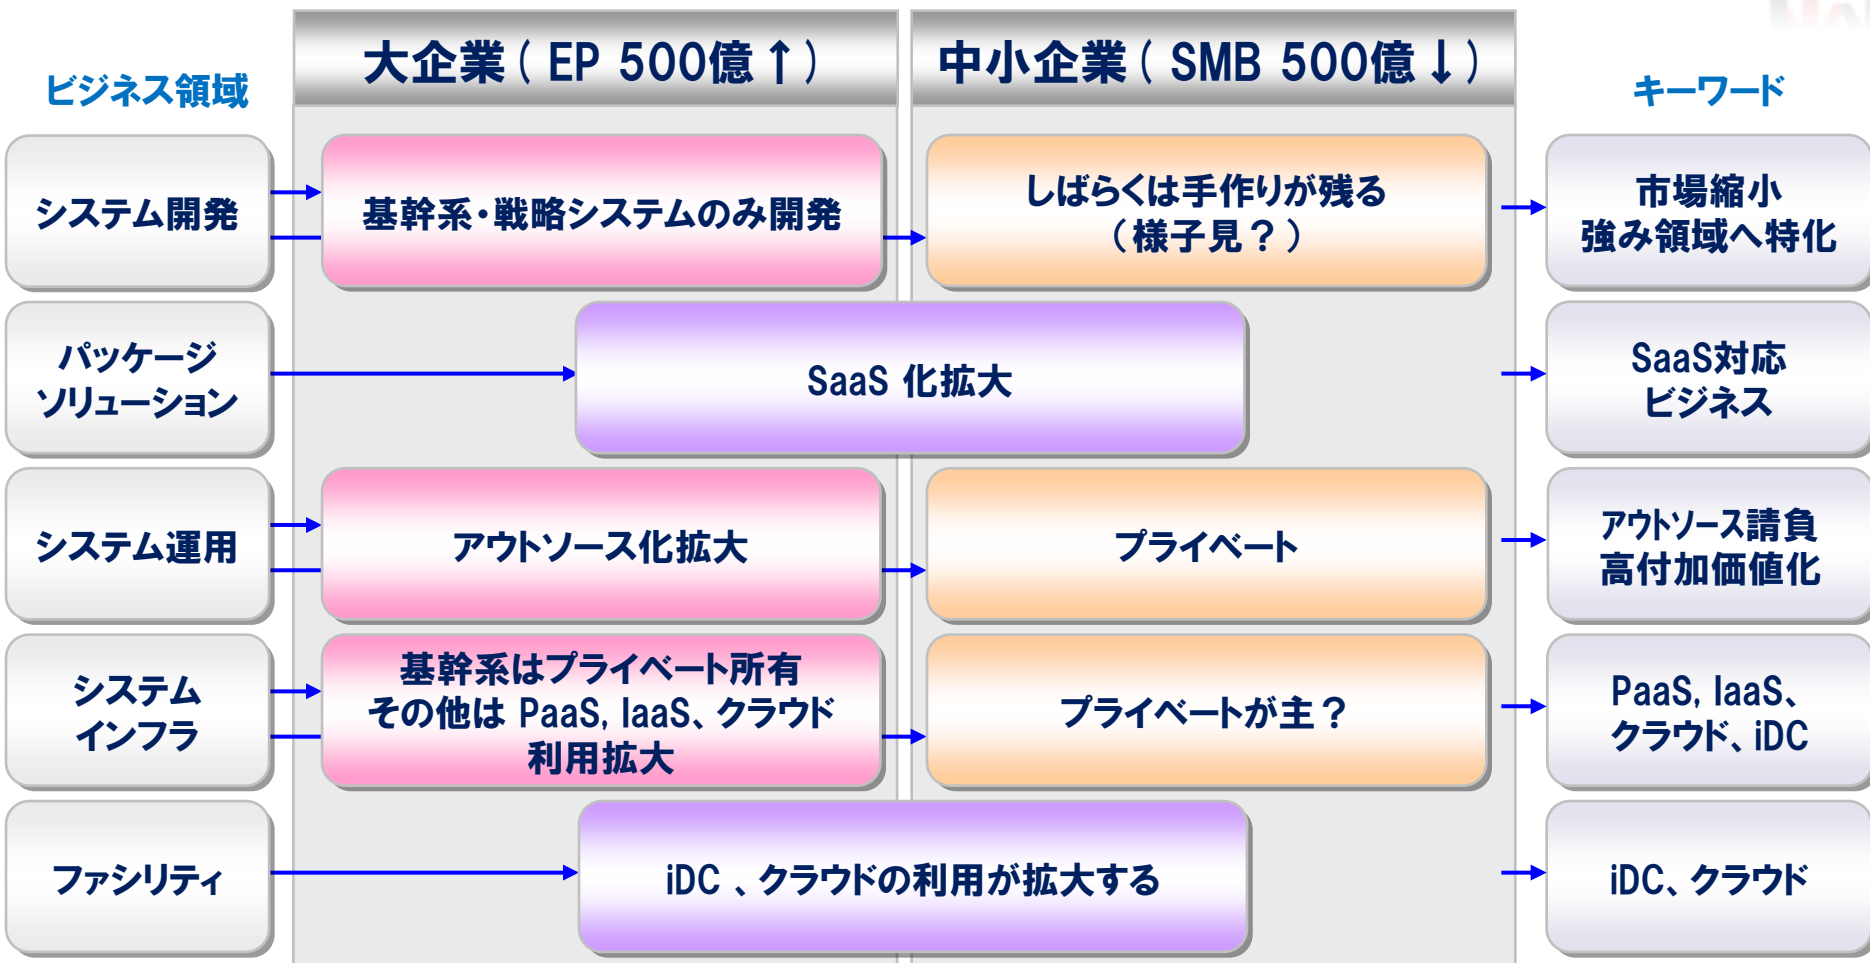 大企業( EP 500億↑)
中小企業( SMB 500億↓)
ビジネス領域
キーワード
システム開発
基幹系・戦略システムのみ開発
しばらくは手作りが残る
(様子見?)
市場縮小
強み領域へ特化
パッケージ
ソリューション
SaaS 化拡大
SaaS対応
ビジネス
システム運用
アウトソース化拡大
プライベート
アウトソース請負
高付加価値化
システム
インフラ
基幹系はプライベート所有
その他は PaaS, IaaS、クラウド
利用拡大
プライベートが主?
PaaS, IaaS、
クラウド、iDC
ファシリティ
iDC 、クラウドの利用が拡大する
iDC、クラウド